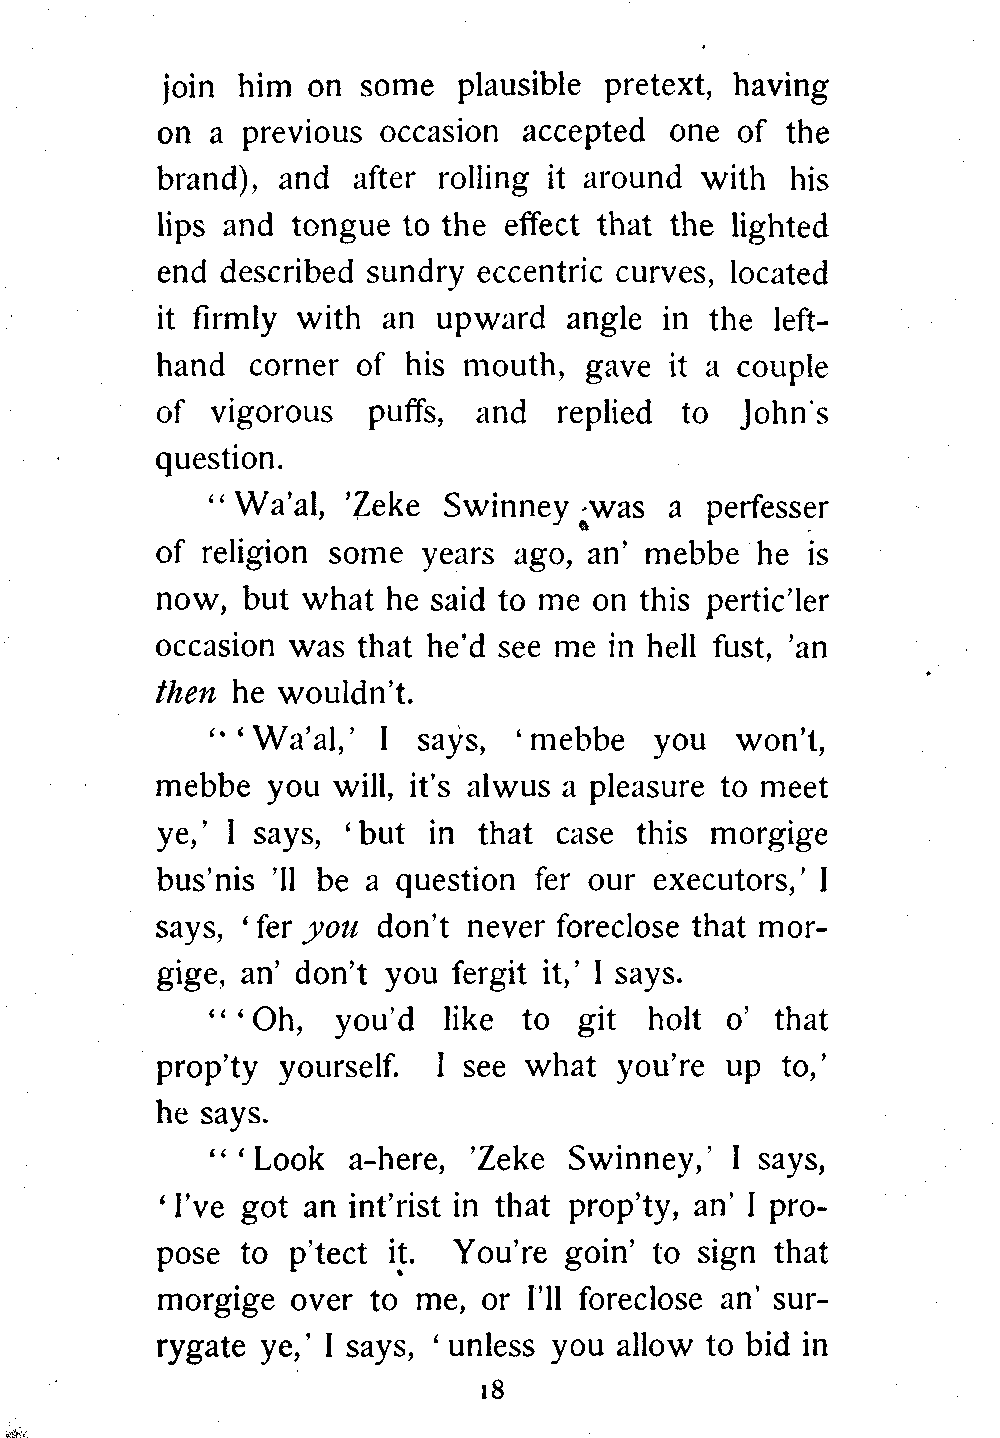 join him on some plausible pretext, having
on a previous occasion accepted one of the
brand), and after rolling it around with his
lips and tongue to the effect that the lighted
end described sundry eccentric curves, located
it firmly with an upward angle in the left-
hand corner of his mouth, gave it a couple
of vigorous puffs, and replied to John's
question.
“Wa'al, 'Zeke Swinney was a perfesser
of religion some years ago, an' mebbe he is
now, but what he said to me on this pertic'ler
occasion was that he'd see me in hell fust, 'an
then he wouldn't.
“‘Wa'al,’ I says, ‘mebbe you won't,
mebbe you will, it's alwus a pleasure to meet
ye,’ I says, ‘but in that case this morgige
bus'nis 'll be a question fer our executors,’ I
says, ‘fer you don't never foreclose that mor-
gige, an' don't you fergit it,’ I says.
“‘Oh, you'd like to git holt o' that
prop'ty yourself. I see what you're up to,’
he says.
“‘Look a-here, 'Zeke Swinney,’ I says,
‘I've got an int'rist in that prop'ty, an' I pro-
pose to p'tect it. You're goin' to sign that
morgige over to me, or I'll foreclose an' sur-
rygate ye,’ I says, ‘unless you allow to bid in
18